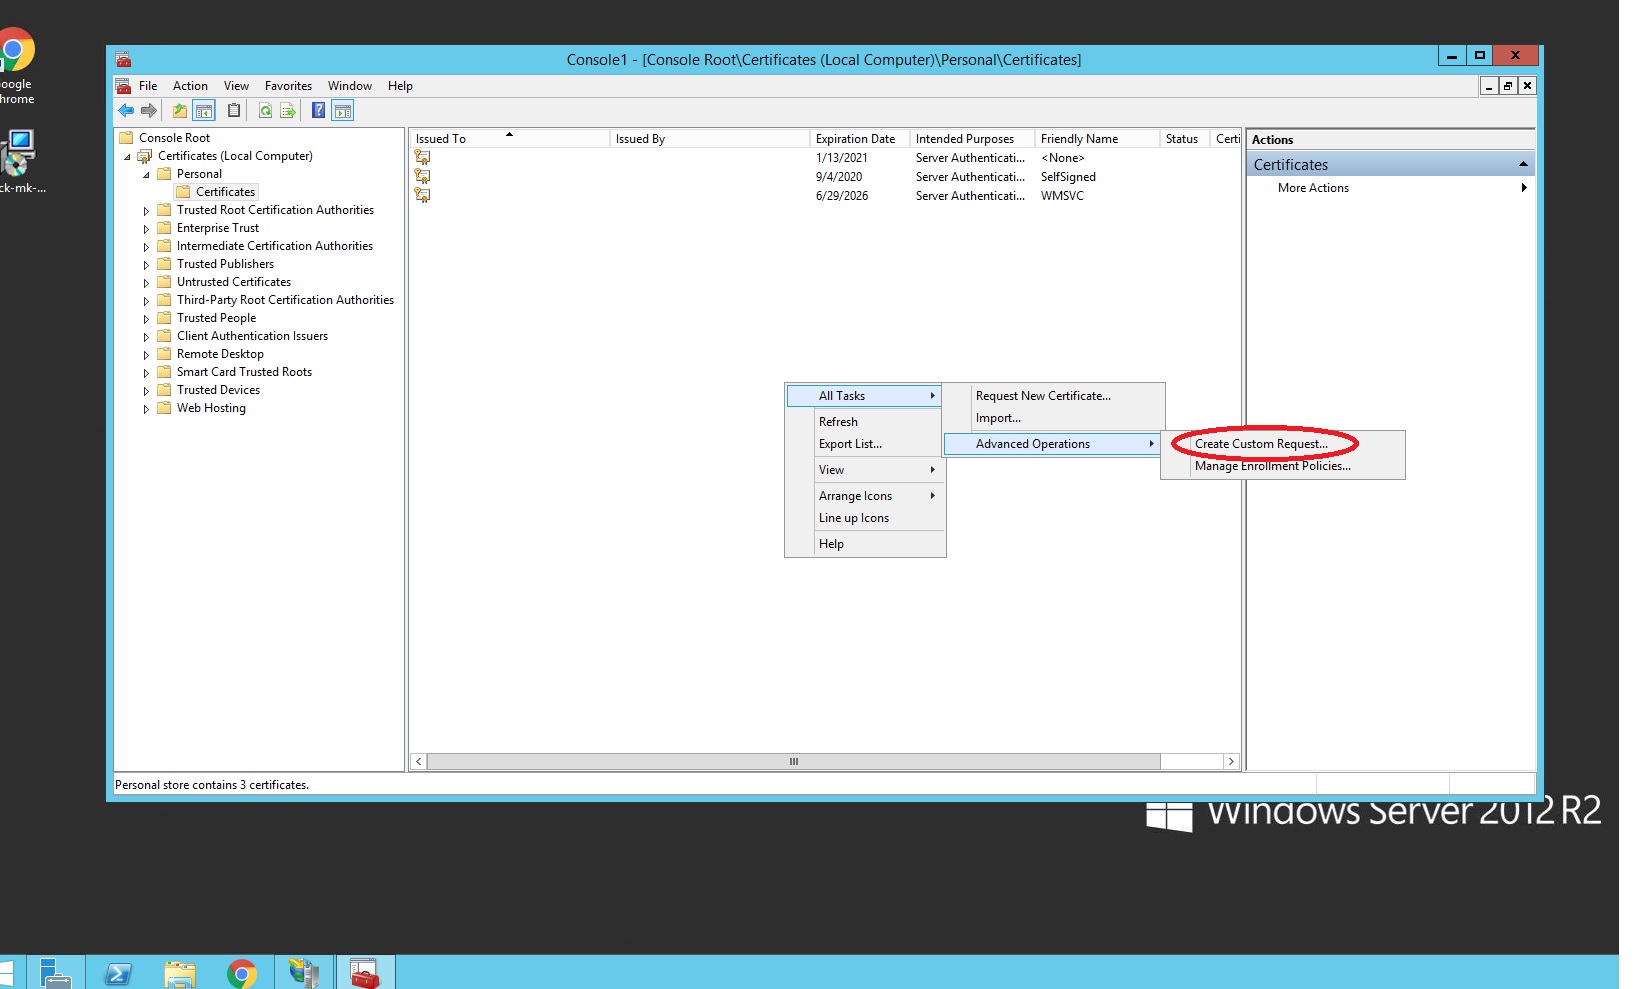 oogle
hrome
ck-mk-...
Console1 - [Console Root\Certificates (Local Computer)\Personal\Certificates]
File Action View Favorites Window Help
Console Root
Certificates (Local Computer)
Personal
Certificates
Trusted Root Certification Authorities
Enterprise Trust
Intermediate Certification Authorities
Trusted Publishers
Untrusted Certificates
Third-Party Root Certification Authorities
Trusted People
Client Authentication Issuers
Remote Desktop
Smart Card Trusted Roots
Trusted Devices
Web Hosting
Issued To Issued By Expiration Date Intended Purposes Friendly Name Status Certi
1/13/2021 Server Authenticati... <None>
9/4/2020 Server Authenticati... SelfSigned
6/29/2026 Server Authenticati... WMSVC
All Tasks
Refresh
Export List...
View
Arrange Icons
Line up Icons
Help
Request New Certificate...
Import...
Advanced Operations
Create Custom Request...
Manage Enrollment Policies...
Actions
Certificates
More Actions
Personal store contains 3 certificates.
Windows Server 2012 R2